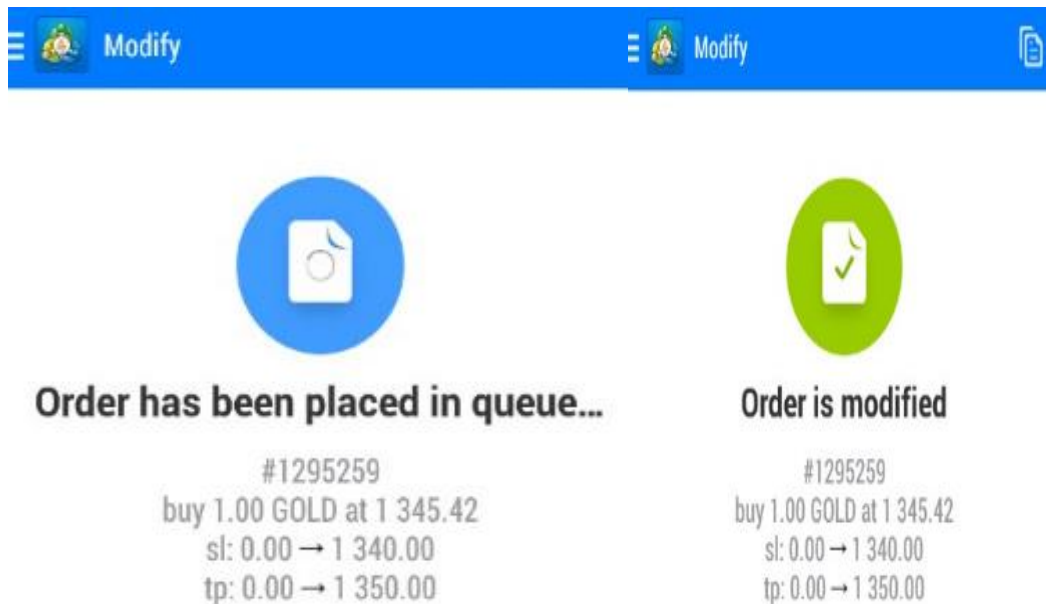 Modify
Order has been placed in queue...
#1295259
buy 1.00 GOLD at 1 345.42
sl: 0.00 → 1 340.00
tp: 0.00 → 1 350.00
Modify
Order is modified
#1295259
buy 1.00 GOLD at 1 345.42
sl: 0.00 → 1 340.00
tp: 0.00 → 1 350.00